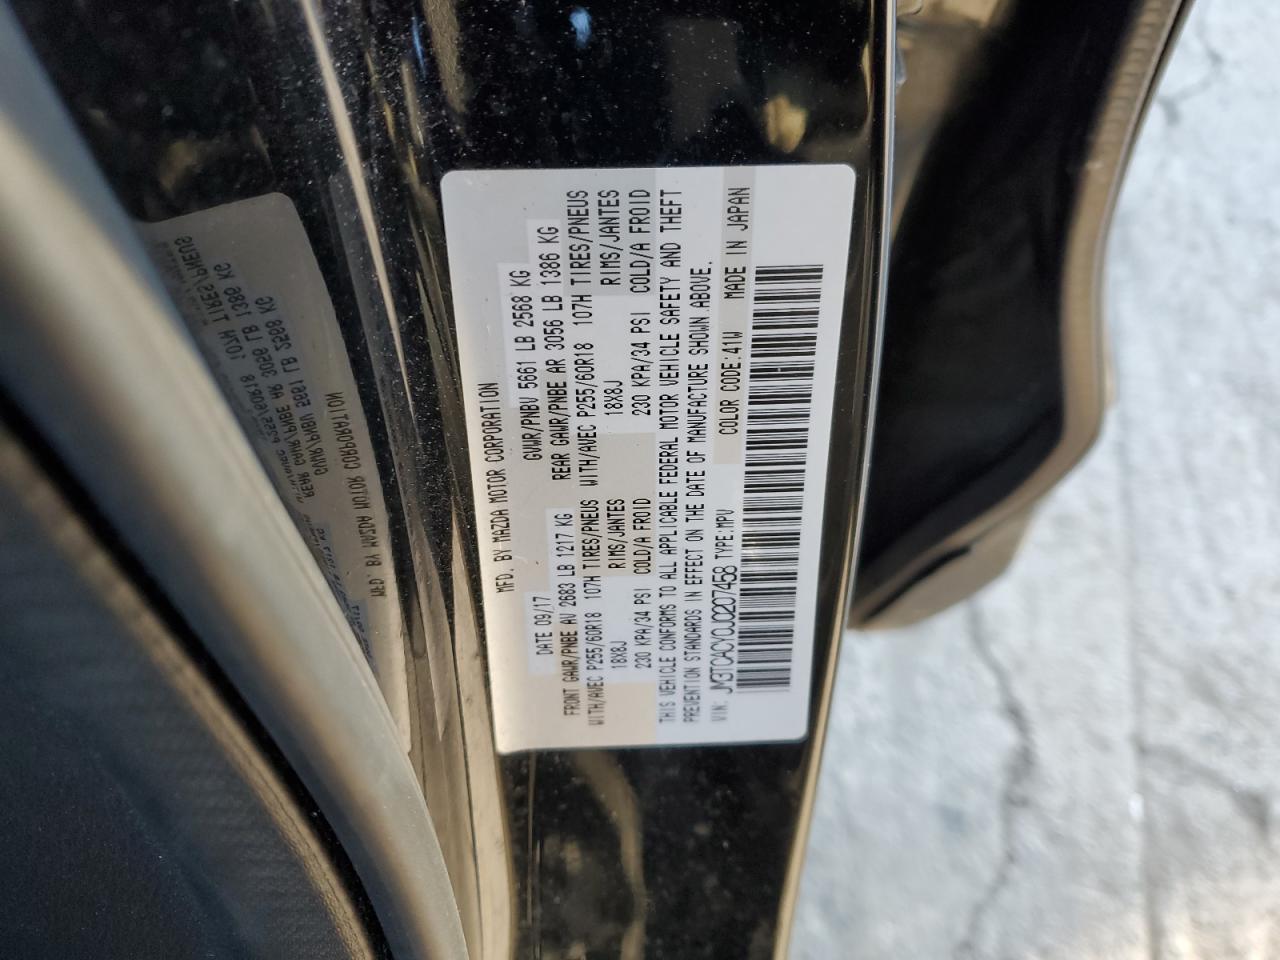 MFD. BY MAZDA MOTOR CORPORATION
DATE 09/17 GVWR/PNBV 5661 LB 2568 KG
FRONT GAWR/PNBE AV 2683 LB 1217 KG REAR GAWR/PNBE AR 3056 LB 1386 KG
WITH/AVEC P255/60R18 107H TIRES/PNEUS WITH/AVEC P255/60R18 107H TIRES/PNEUS
18X8J RIMS/JANTES 18X8J RIMS/JANTES
230 KPA/34 PSI COLD/A FROID 230 KPA/34 PSI COLD/A FROID
THIS VEHICLE CONFORMS TO ALL APPLICABLE FEDERAL MOTOR VEHICLE SAFETY AND THEFT
PREVENTION STANDARDS IN EFFECT ON THE DATE OF MANUFACTURE SHOWN ABOVE.
VIN: JM3TCACY0J0207458 TYPE:MPV COLOR CODE:41W MADE IN JAPAN